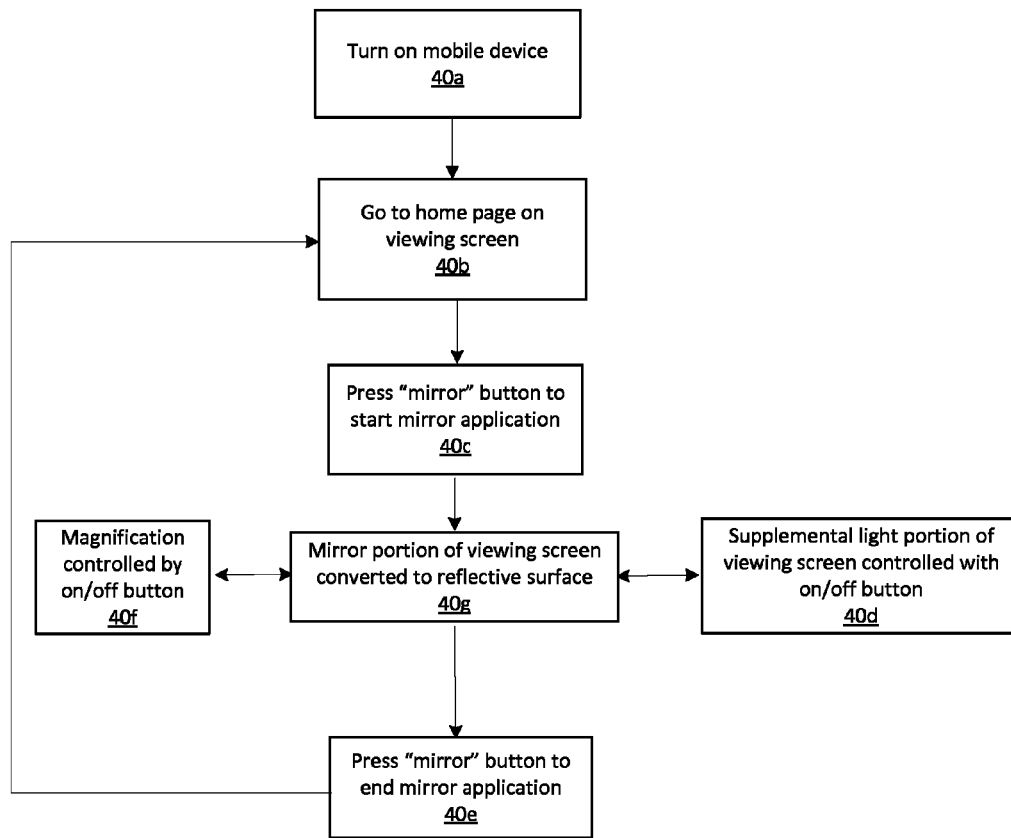 Turn on mobile device
40a
Go to home page on
viewing screen
40b
Press “mirror” button to
start mirror application
40c
Magnification
controlled by
on/off button
40f
Mirror portion of viewing screen
converted to reflective surface
40g
Supplemental light portion of
viewing screen controlled with
on/off button
40d
Press “mirror” button to
end mirror application
40e